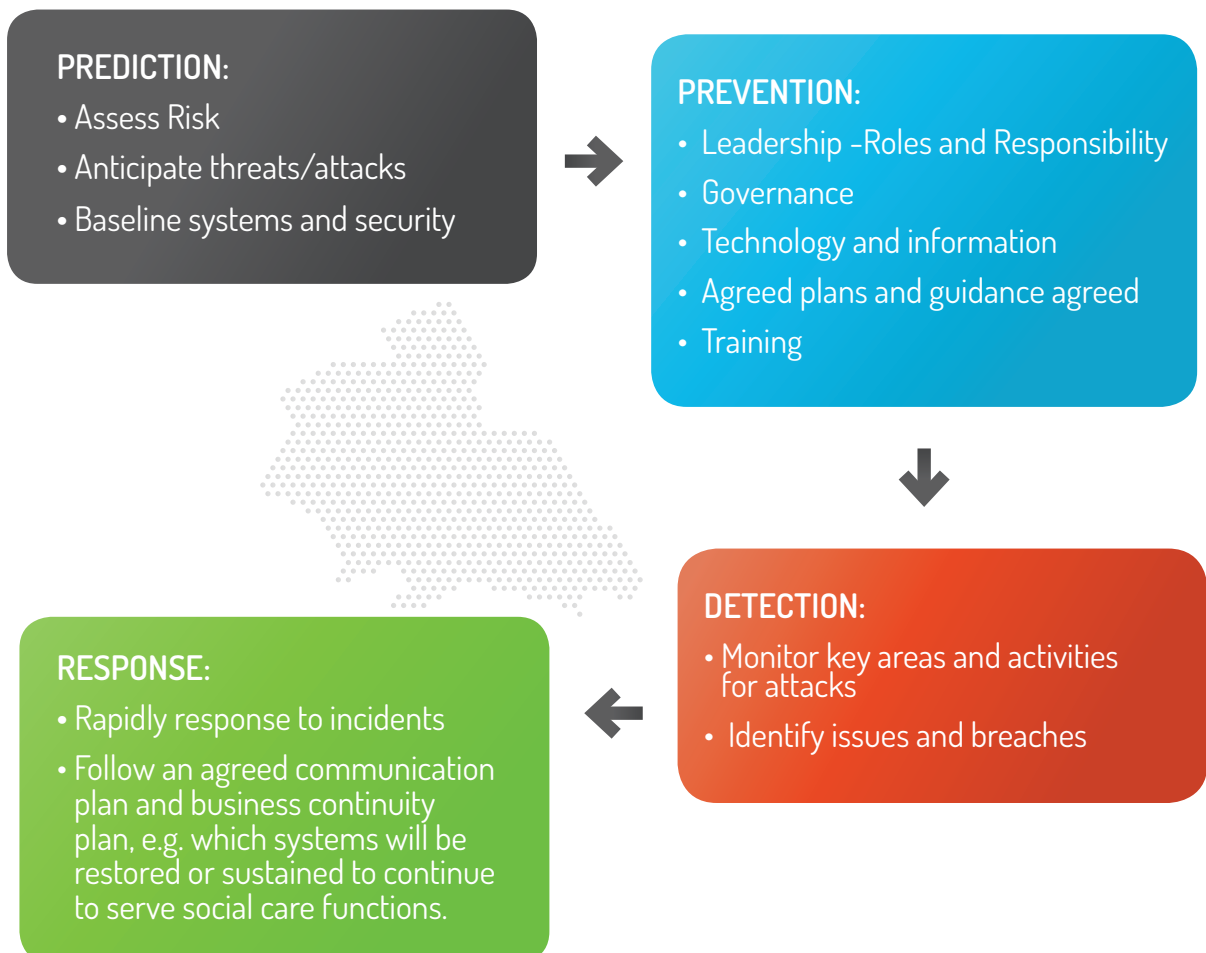 PREDICTION:
• Assess Risk
• Anticipate threats/attacks
• Baseline systems and security
PREVENTION:
• Leadership -Roles and Responsibility
• Governance
• Technology and information
• Agreed plans and guidance agreed
• Training
DETECTION:
• Monitor key areas and activities
for attacks
• Identify issues and breaches
RESPONSE:
• Rapidly response to incidents
• Follow an agreed communication
plan and business continuity
plan, e.g. which systems will be
restored or sustained to continue
to serve social care functions.